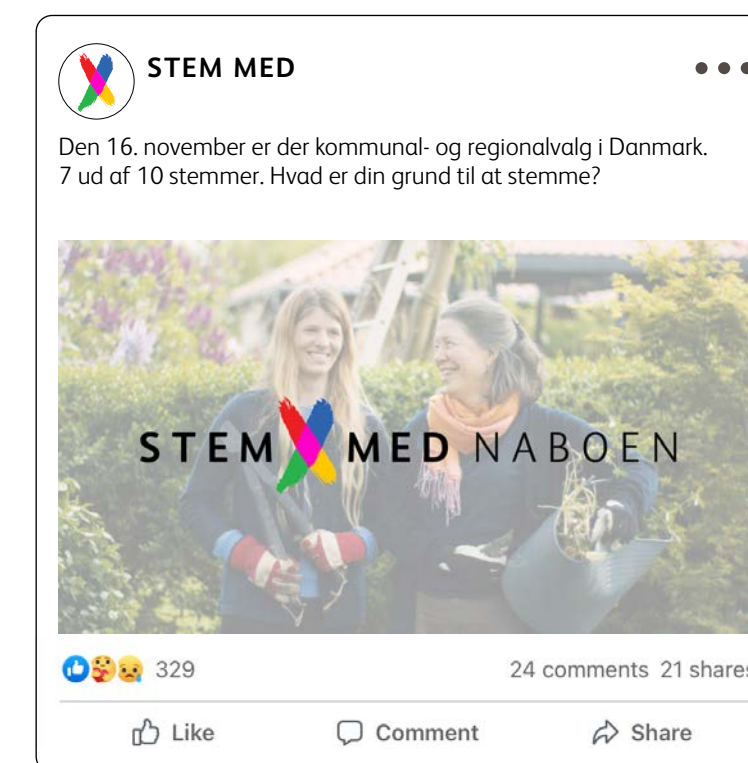 STEM MED
Den 16. november er der kommunal- og regionalvalg i Danmark.
7 ud af 10 stemmer. Hvad er din grund til at stemme?
STEM MED NABOEN
329
24 comments 21 shares
Like Comment Share